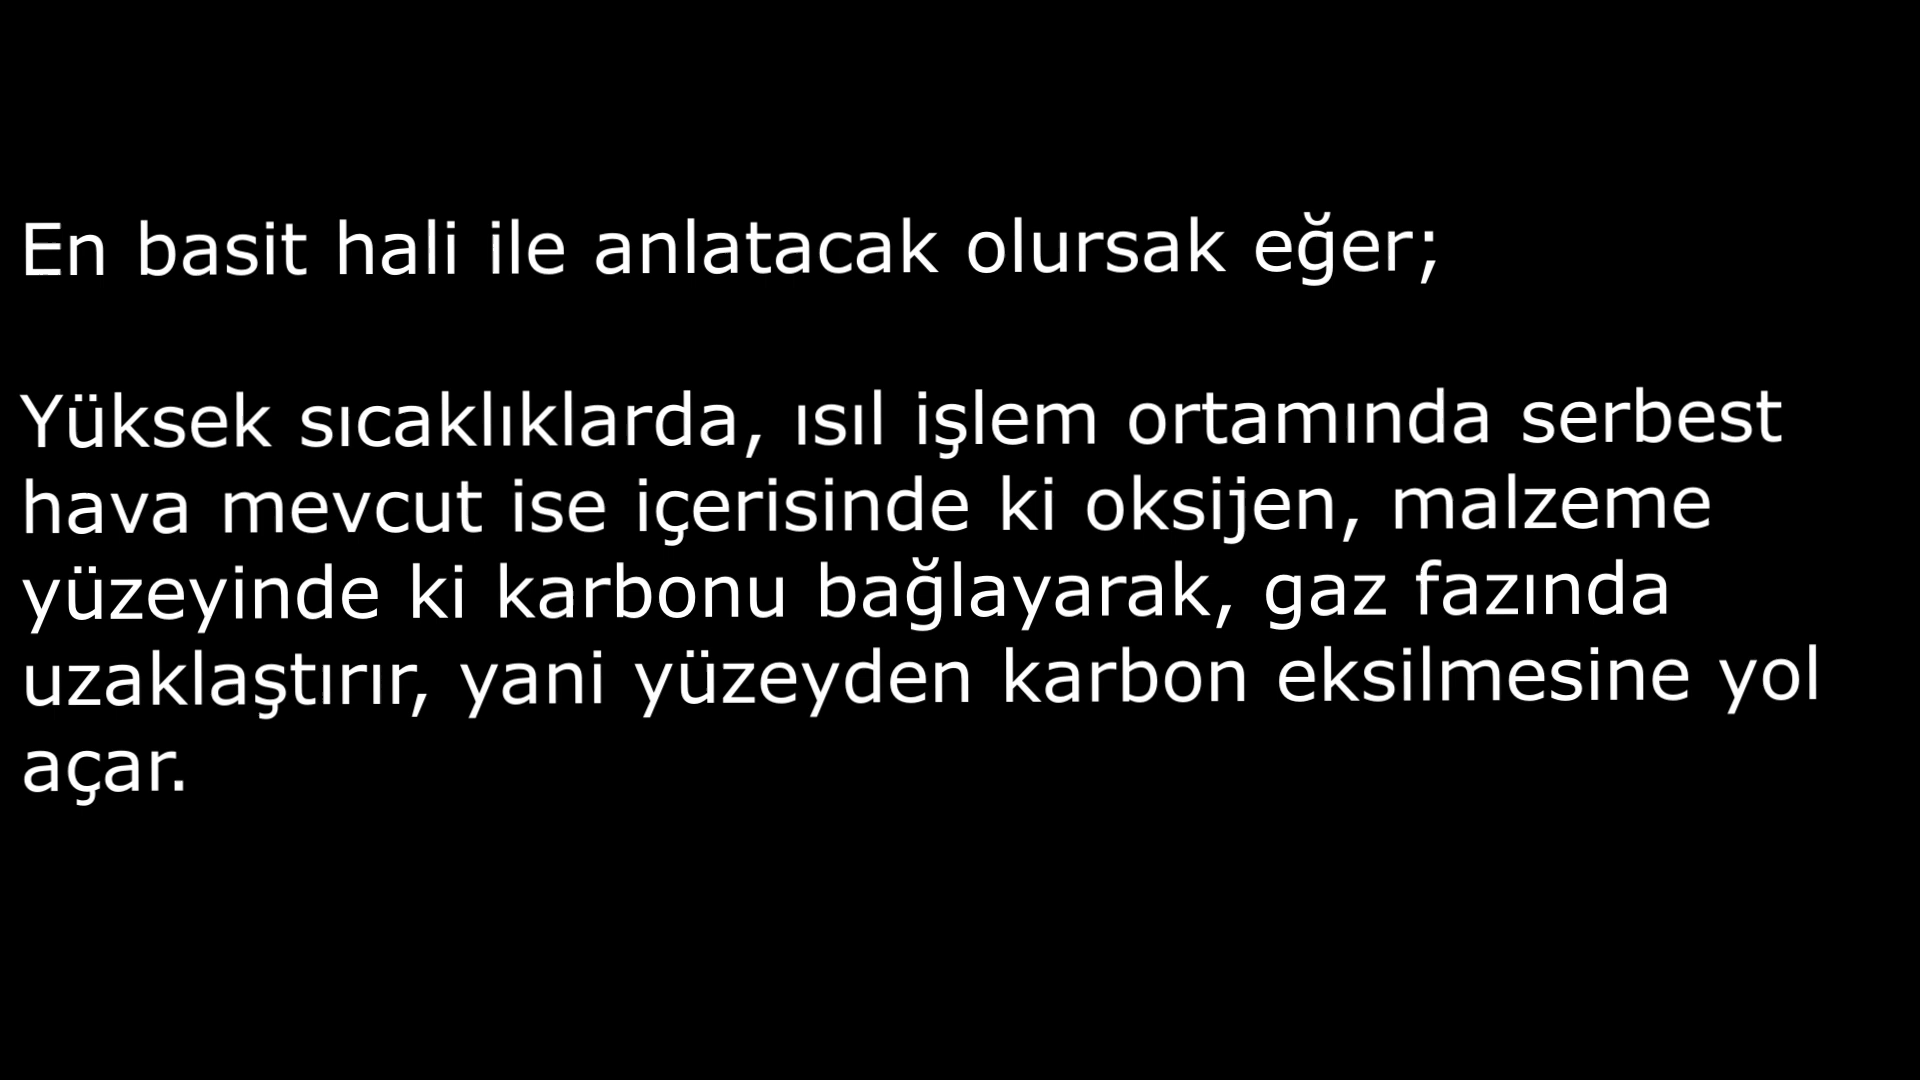 En basit hali ile anlatacak olursak eğer;
Yüksek sıcaklıklarda, ısıl işlem ortamında serbest
hava mevcut ise içerisinde ki oksijen, malzeme
yüzeyinde ki karbonu bağlayarak, gaz fazında
uzaklaştırır, yani yüzeyden karbon eksilmesine yol
açar.